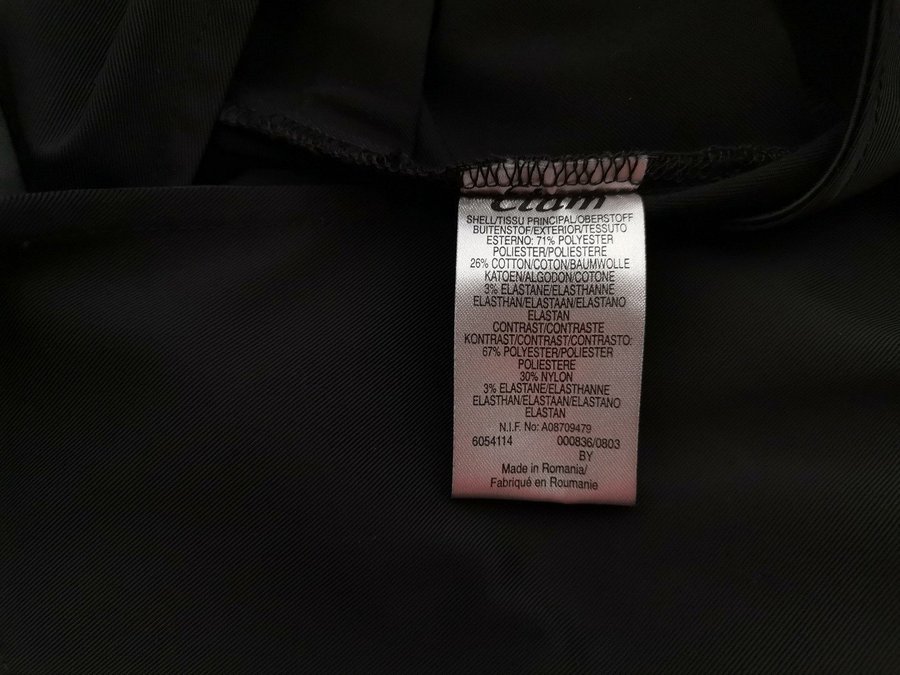 Etam
SHELL/TISSU PRINCIPAL/OBERSTOFF
BUITENSTOF/EXTERIOR/TESSUTO
ESTERNO: 71% POLYESTER
POLIESTER/POLIESTERE
26% COTTON/COTON/BAUMWOLLE
KATOEN/ALGODON/COTONE
3% ELASTANE/ELASTHANNE
ELASTHAN/ELASTAAN/ELASTANO
ELASTAN
CONTRAST/CONTRASTE
KONTRAST/CONTRAST/CONTRASTO:
67% POLYESTER/POLIESTER
POLIESTERE
30% NYLON
3% ELASTANE/ELASTHANNE
ELASTHAN/ELASTAAN/ELASTANO
ELASTAN
N.I.F. No: A08709479
6054114 000836/0803
BY
Made in Romania/
Fabriqué en Roumanie